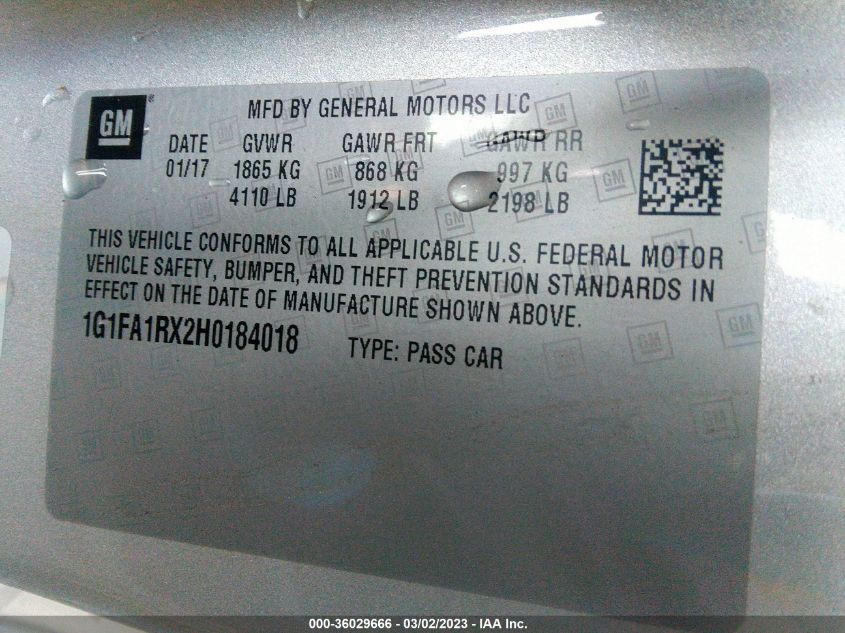 GM ®
MFD BY GENERAL MOTORS LLC
DATE GVWR GAWR FRT GAWR RR
01/17 1865 KG 868 KG 997 KG
4110 LB 1912 LB 2198 LB
THIS VEHICLE CONFORMS TO ALL APPLICABLE U.S. FEDERAL MOTOR
VEHICLE SAFETY, BUMPER, AND THEFT PREVENTION STANDARDS IN
EFFECT ON THE DATE OF MANUFACTURE SHOWN ABOVE.
1G1FA1RX2H0184018 TYPE: PASS CAR
000-36029666 - 03/02/2023 - IAA Inc.